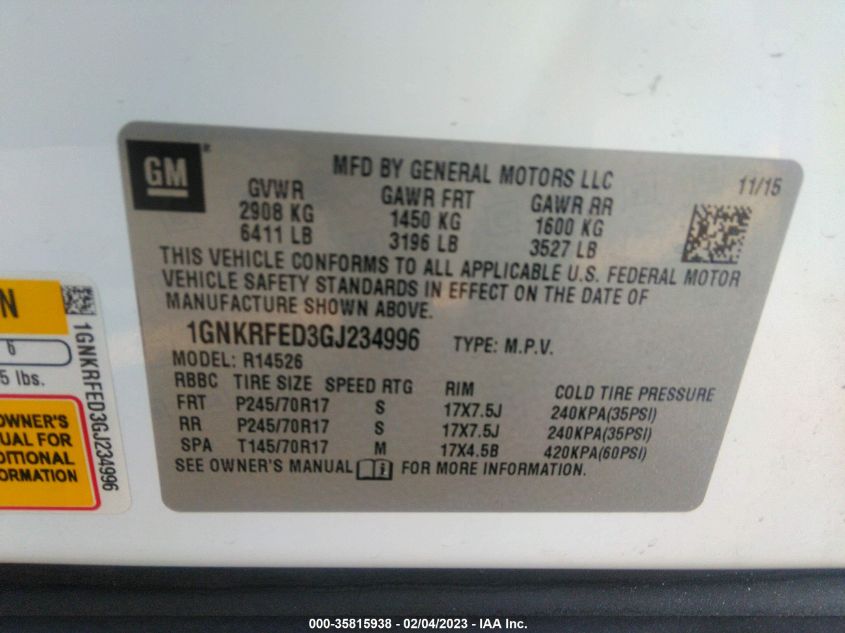 GM
MFD BY GENERAL MOTORS LLC
11/15
GVWR GAWR FRT GAWR RR
2908 KG 1450 KG 1600 KG
6411 LB 3196 LB 3527 LB
THIS VEHICLE CONFORMS TO ALL APPLICABLE U.S. FEDERAL MOTOR
VEHICLE SAFETY STANDARDS IN EFFECT ON THE DATE OF
MANUFACTURE SHOWN ABOVE.
1GNKRFED3GJ234996 TYPE: M.P.V.
MODEL: R14526
RBBC TIRE SIZE SPEED RTG RIM COLD TIRE PRESSURE
FRT P245/70R17 S 17X7.5J 240KPA(35PSI)
RR P245/70R17 S 17X7.5J 240KPA(35PSI)
SPA T145/70R17 M 17X4.5B 420KPA(60PSI)
SEE OWNER'S MANUAL FOR MORE INFORMATION.
N
6
5 lbs.
OWNER'S
UAL FOR
DITIONAL
ORMATION
1GNKRFED3GJ234996
000-35815938 - 02/04/2023 - IAA Inc.